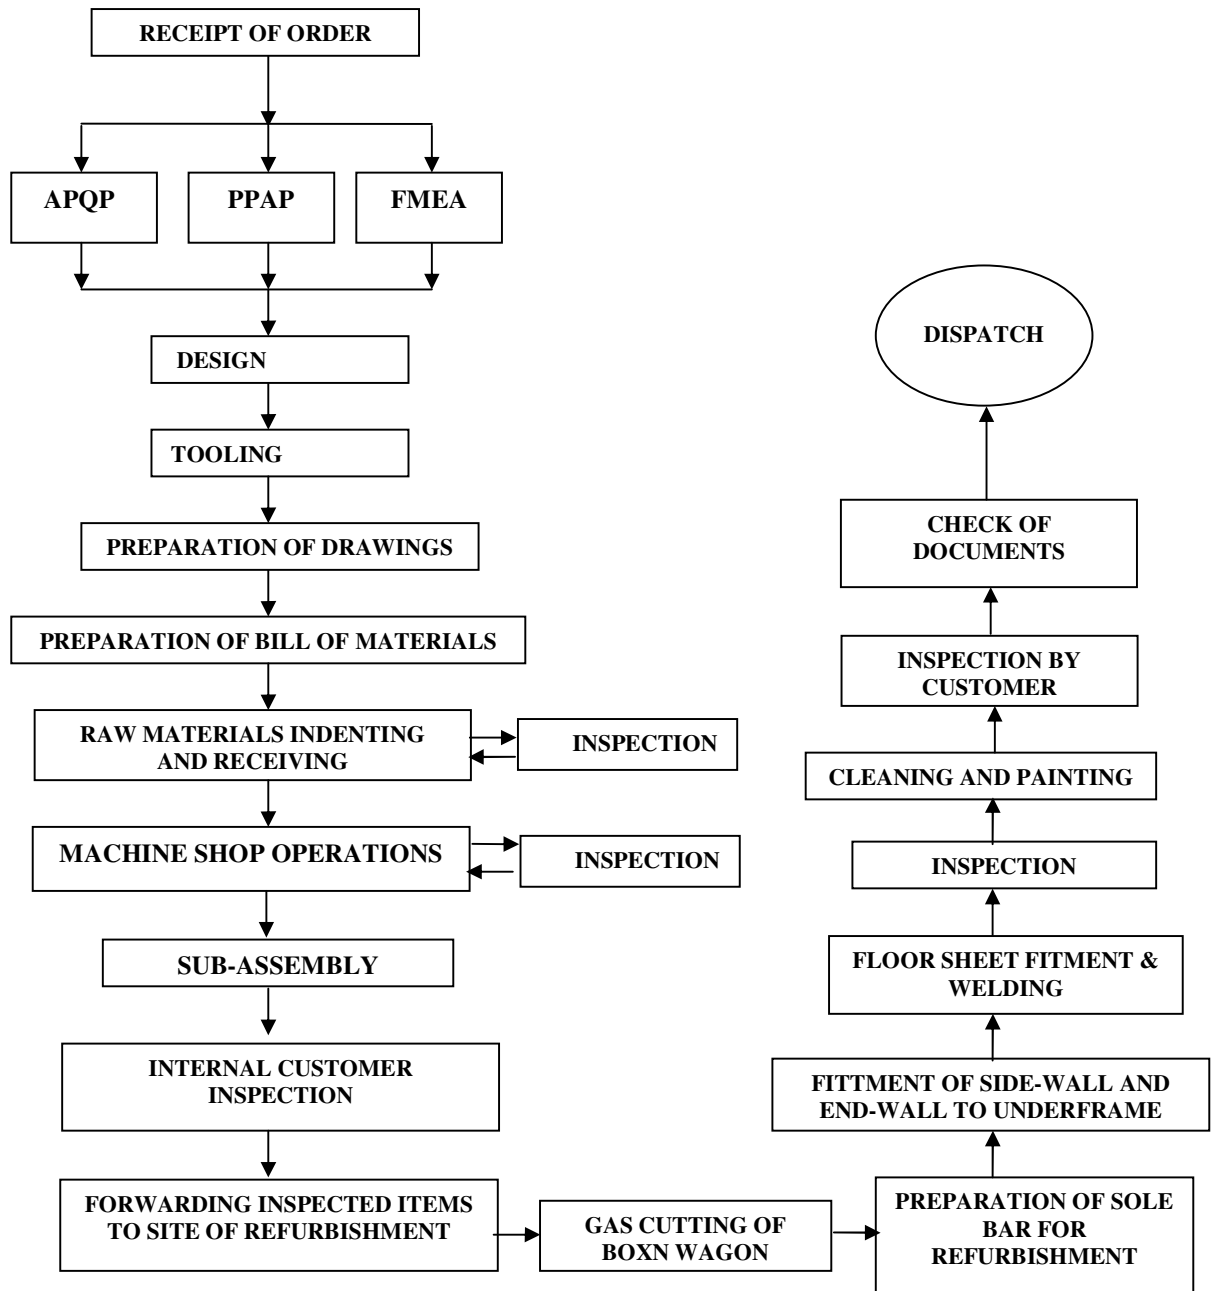 RECEIPT OF ORDER
APQP
PPAP
FMEA
DESIGN
TOOLING
PREPARATION OF DRAWINGS
PREPARATION OF BILL OF MATERIALS
RAW MATERIALS INDENTING
AND RECEIVING
INSPECTION
MACHINE SHOP OPERATIONS
INSPECTION
SUB-ASSEMBLY
INTERNAL CUSTOMER
INSPECTION
FORWARDING INSPECTED ITEMS
TO SITE OF REFURBISHMENT
GAS CUTTING OF
BOXN WAGON
PREPARATION OF SOLE
BAR FOR
REFURBISHMENT
FITTMENT OF SIDE-WALL AND
END-WALL TO UNDERFRAME
FLOOR SHEET FITMENT &
WELDING
INSPECTION
CLEANING AND PAINTING
INSPECTION BY
CUSTOMER
CHECK OF
DOCUMENTS
DISPATCH